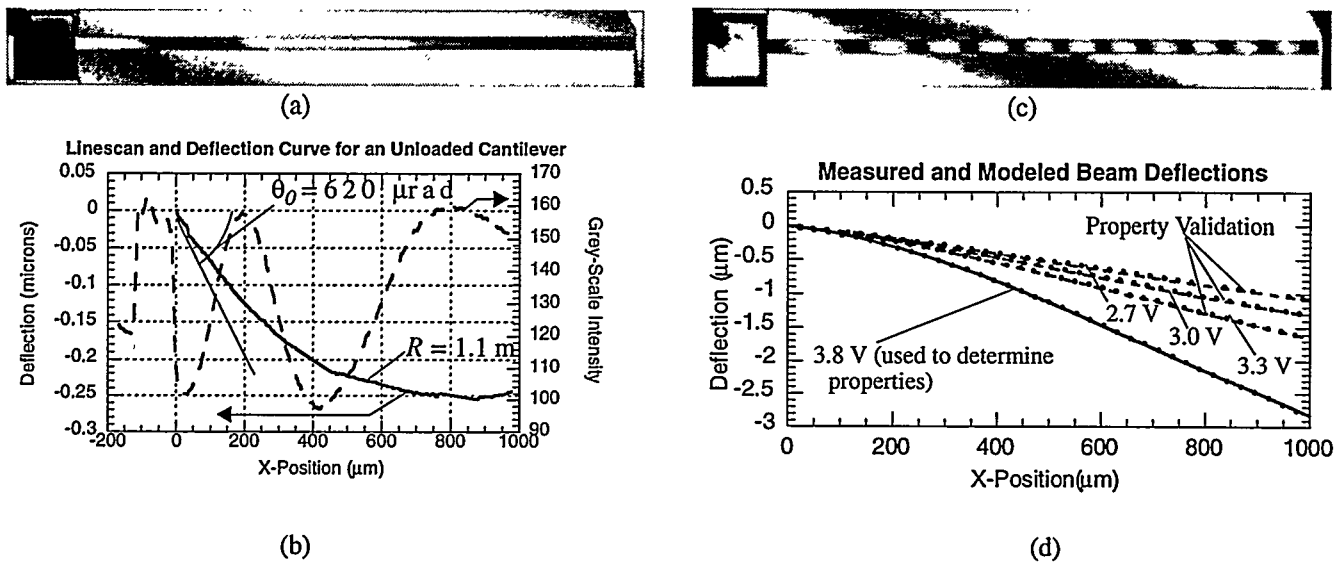 (a)
(c)
Linescan and Deflection Curve for an Unloaded Cantilever
0.05
0
-0.05
-0.1
-0.15
-0.2
-0.25
-0.3
Deflection (microns)
θ0 = 620 μrad
R = 1.1 m
170
160
150
140
130
120
110
100
90
Grey-Scale Intensity
-200 0 200 400 600 800 1000
X-Position (μm)
(b)
Measured and Modeled Beam Deflections
0.5
0
-0.5
-1
-1.5
-2
-2.5
-3
Deflection (μm)
Property Validation
2.7 V
3.0 V
3.3 V
3.8 V (used to determine
properties)
0 200 400 600 800 1000
X-Position(μm)
(d)